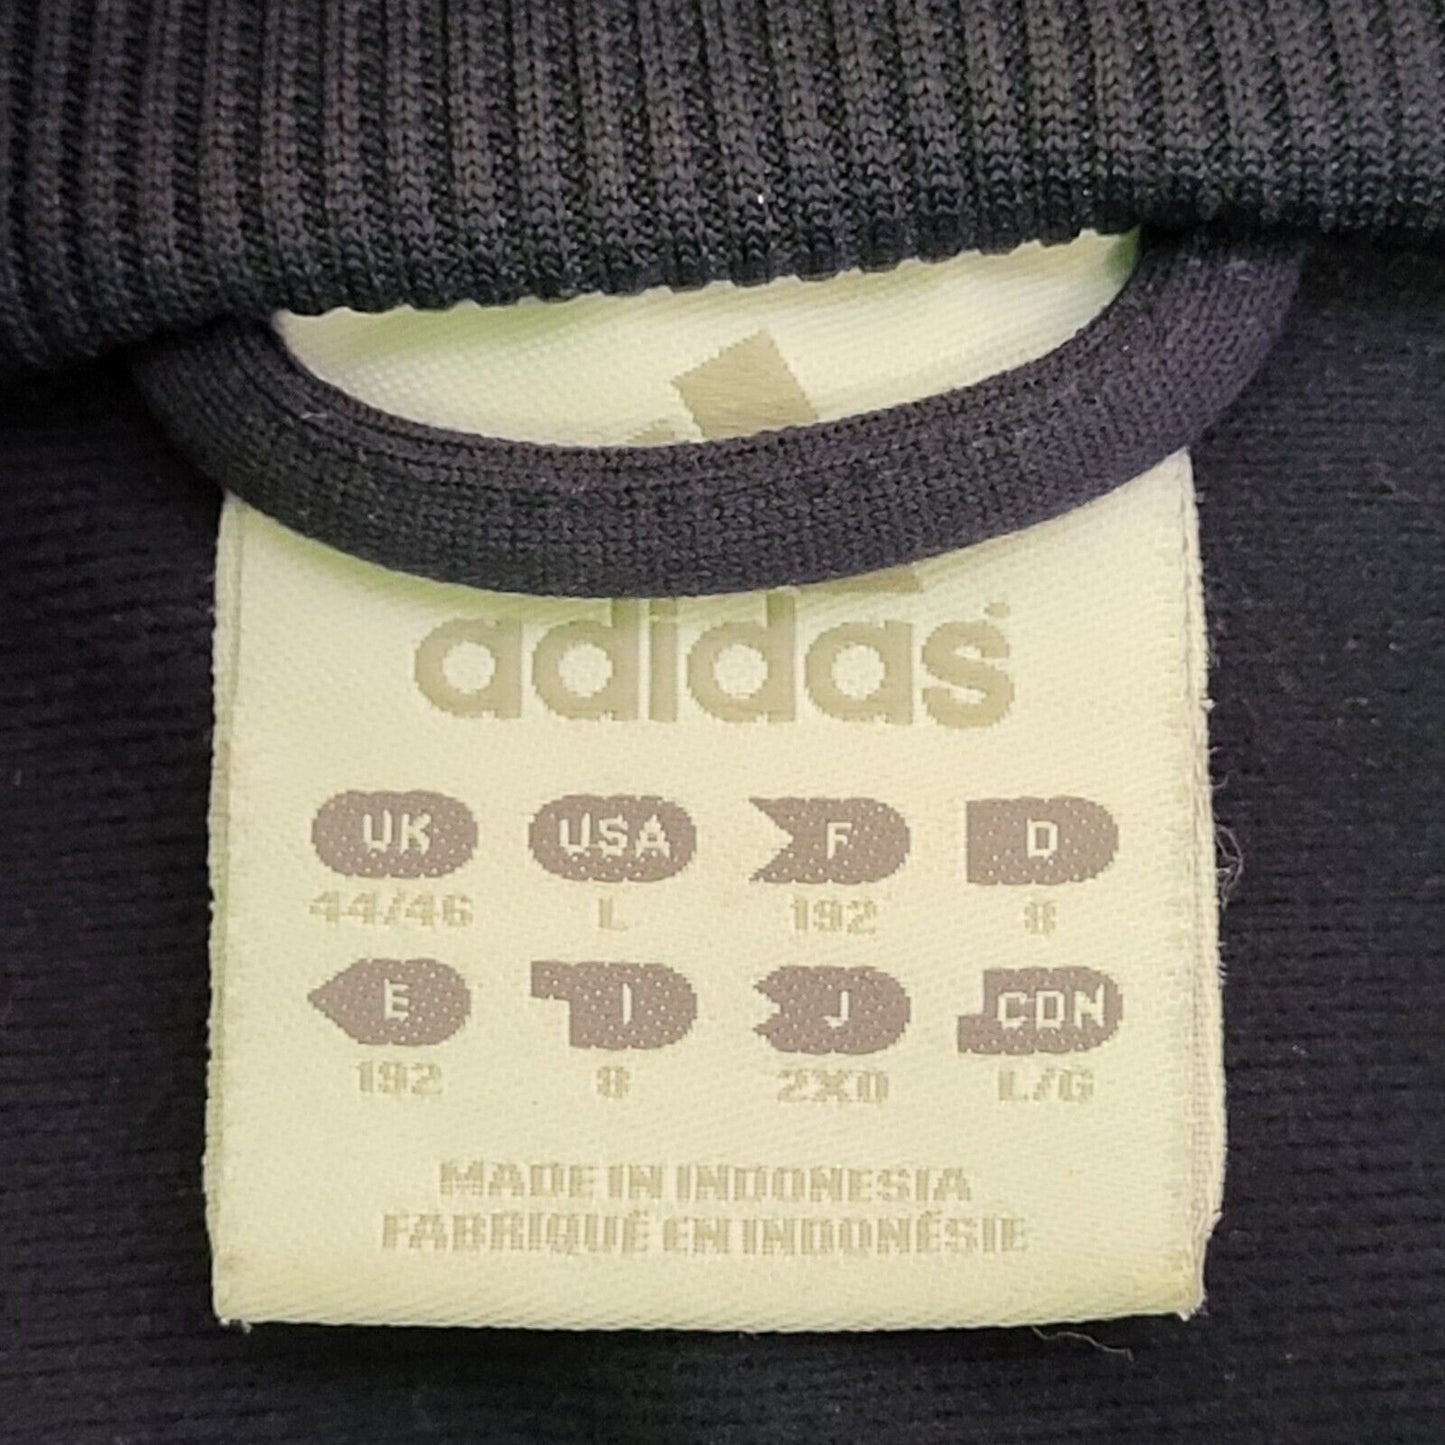 adidas
UK USA F D
44/46 L 192 8
E I J CDN
192 8 2XO L/G
MADE IN INDONESIA
FABRIQUÉ EN INDONÉSIE